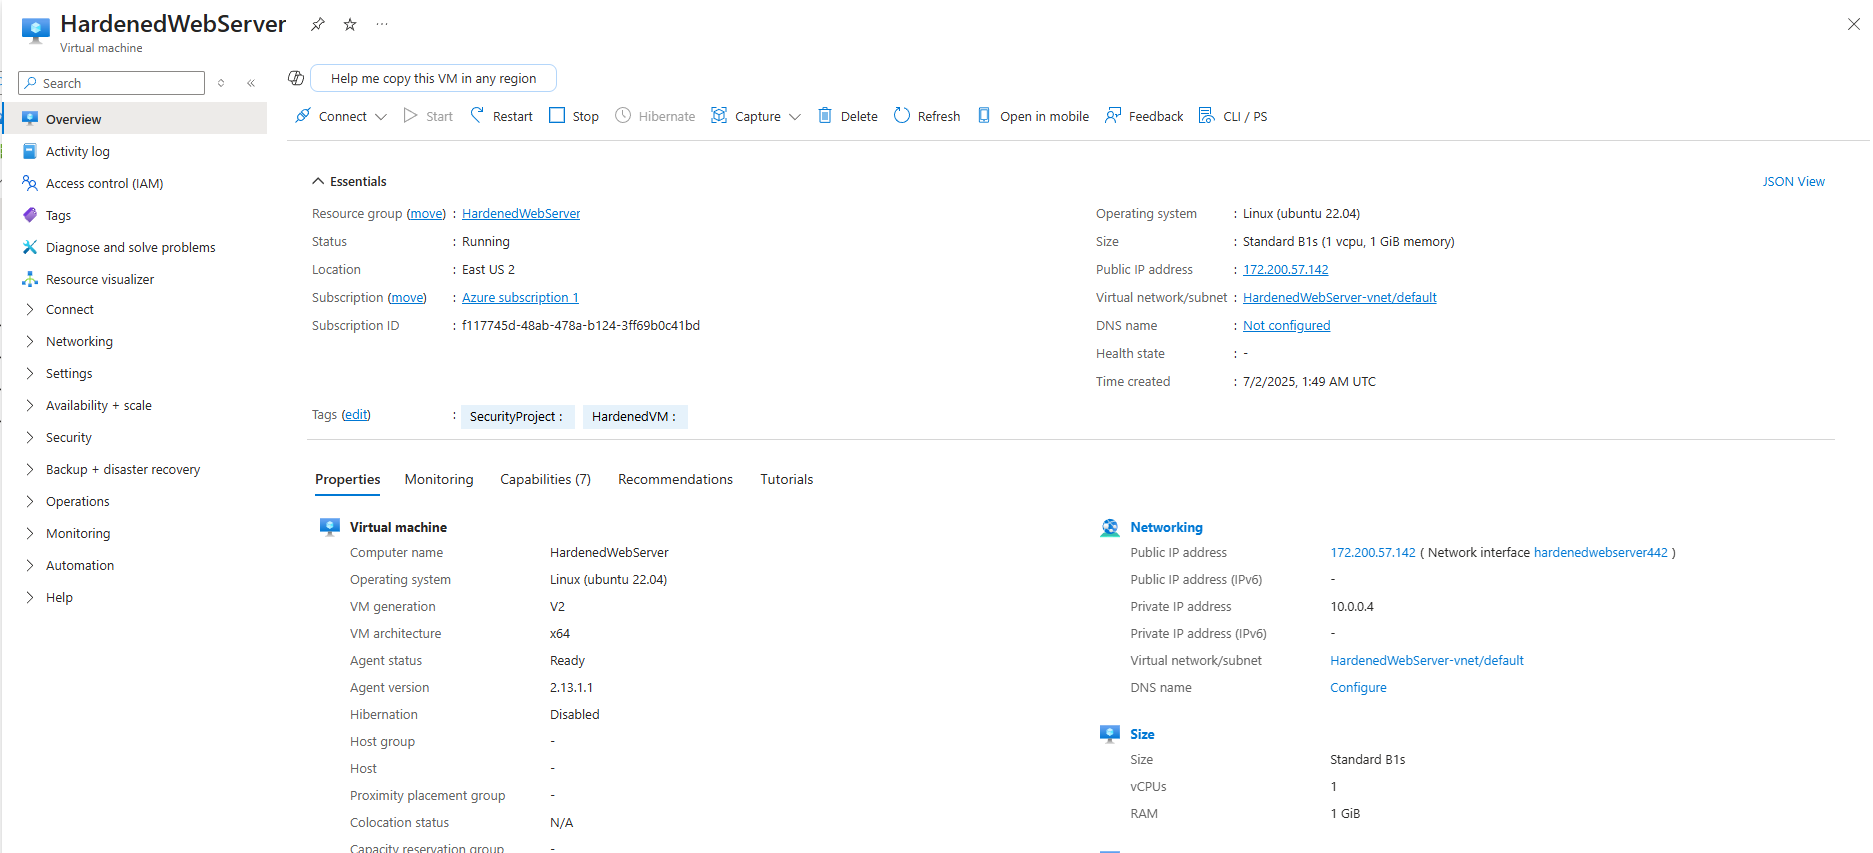 HardenedWebServer
Virtual machine
Search
Help me copy this VM in any region
Connect Start Restart Stop Hibernate Capture Delete Refresh Open in mobile Feedback CLI / PS
Overview
Activity log
Access control (IAM)
Tags
Diagnose and solve problems
Resource visualizer
Connect
Networking
Settings
Availability + scale
Security
Backup + disaster recovery
Operations
Monitoring
Automation
Help
Essentials
JSON View
Resource group (move) : HardenedWebServer
Status : Running
Location : East US 2
Subscription (move) : Azure subscription 1
Subscription ID : f117745d-48ab-478a-b124-3ff69b0c41bd
Operating system : Linux (ubuntu 22.04)
Size : Standard B1s (1 vcpu, 1 GiB memory)
Public IP address : 172.200.57.142
Virtual network/subnet : HardenedWebServer-vnet/default
DNS name : Not configured
Health state : -
Time created : 7/2/2025, 1:49 AM UTC
Tags (edit) : SecurityProject : HardenedVM :
Properties Monitoring Capabilities (7) Recommendations Tutorials
Virtual machine
Computer name HardenedWebServer
Operating system Linux (ubuntu 22.04)
VM generation V2
VM architecture x64
Agent status Ready
Agent version 2.13.1.1
Hibernation Disabled
Host group -
Host -
Proximity placement group -
Colocation status N/A
Capacity reservation group -
Networking
Public IP address 172.200.57.142 ( Network interface hardenedwebserver442 )
Public IP address (IPv6) -
Private IP address 10.0.0.4
Private IP address (IPv6) -
Virtual network/subnet HardenedWebServer-vnet/default
DNS name Configure
Size
Size Standard B1s
vCPUs 1
RAM 1 GiB